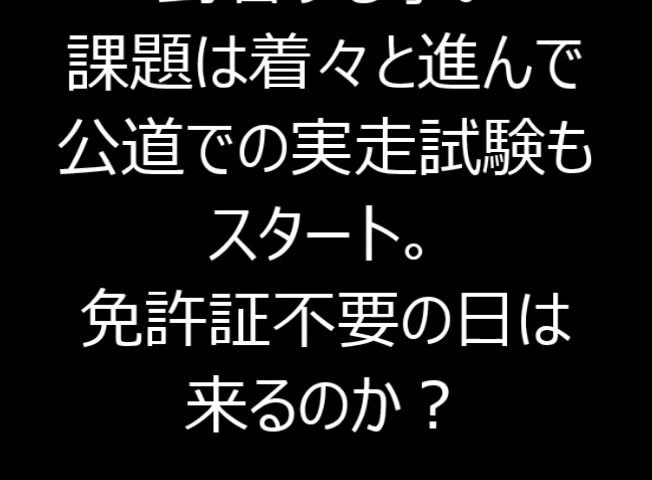 課題は着々と進んで
公道での実走試験も
スタート。
免許証不要の日は
来るのか？